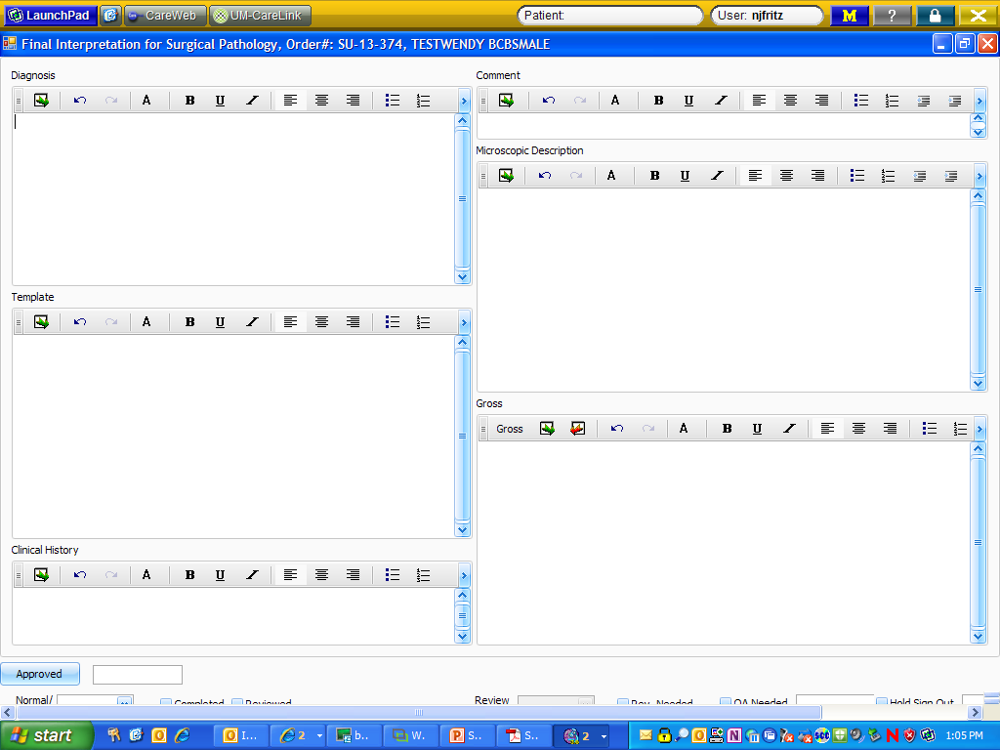 LaunchPad CareWeb UM-CareLink Patient: User: njfritz M ?
Final Interpretation for Surgical Pathology, Order#: SU-13-374, TESTWENDY BCBSMALE
Diagnosis
A B U I
Comment
A B U I
Microscopic Description
A B U I
Template
A B U I
Gross
Gross A B U I
Clinical History
A B U I
Approved
Normal/ Completed Reviewed Review Rev. Needed QA Needed Hold Sign Out
start I... 2 b... W. S.. S... 2 1:05 PM